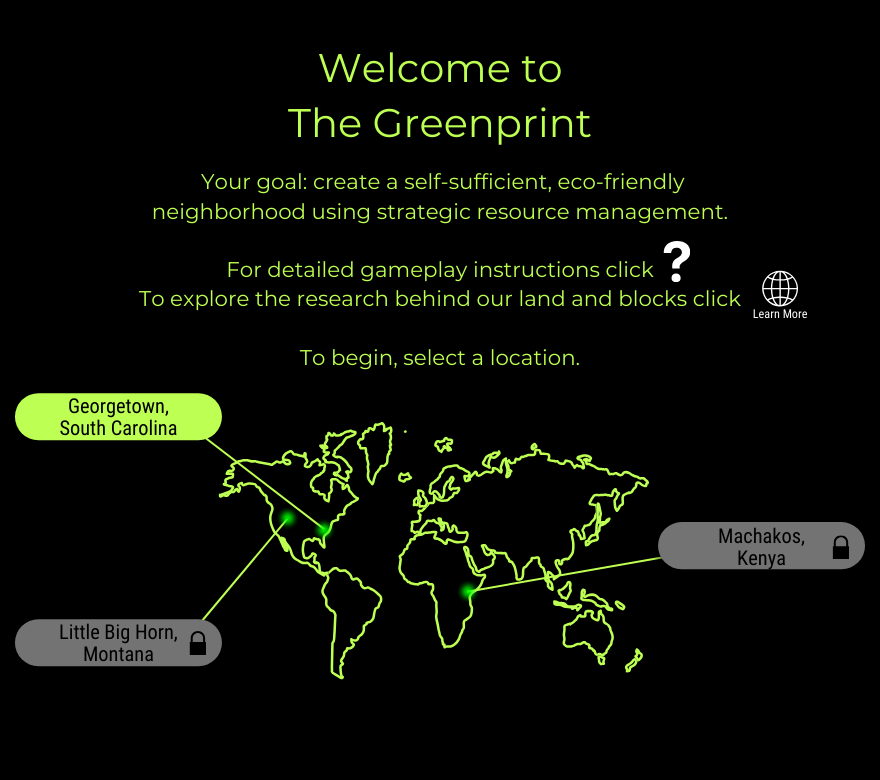 Welcome to
The Greenprint
Your goal: create a self-sufficient, eco-friendly
neighborhood using strategic resource management.
For detailed gameplay instructions click ?
To explore the research behind our land and blocks click
Learn More
To begin, select a location.
Georgetown,
South Carolina
Machakos,
Kenya
Little Big Horn,
Montana